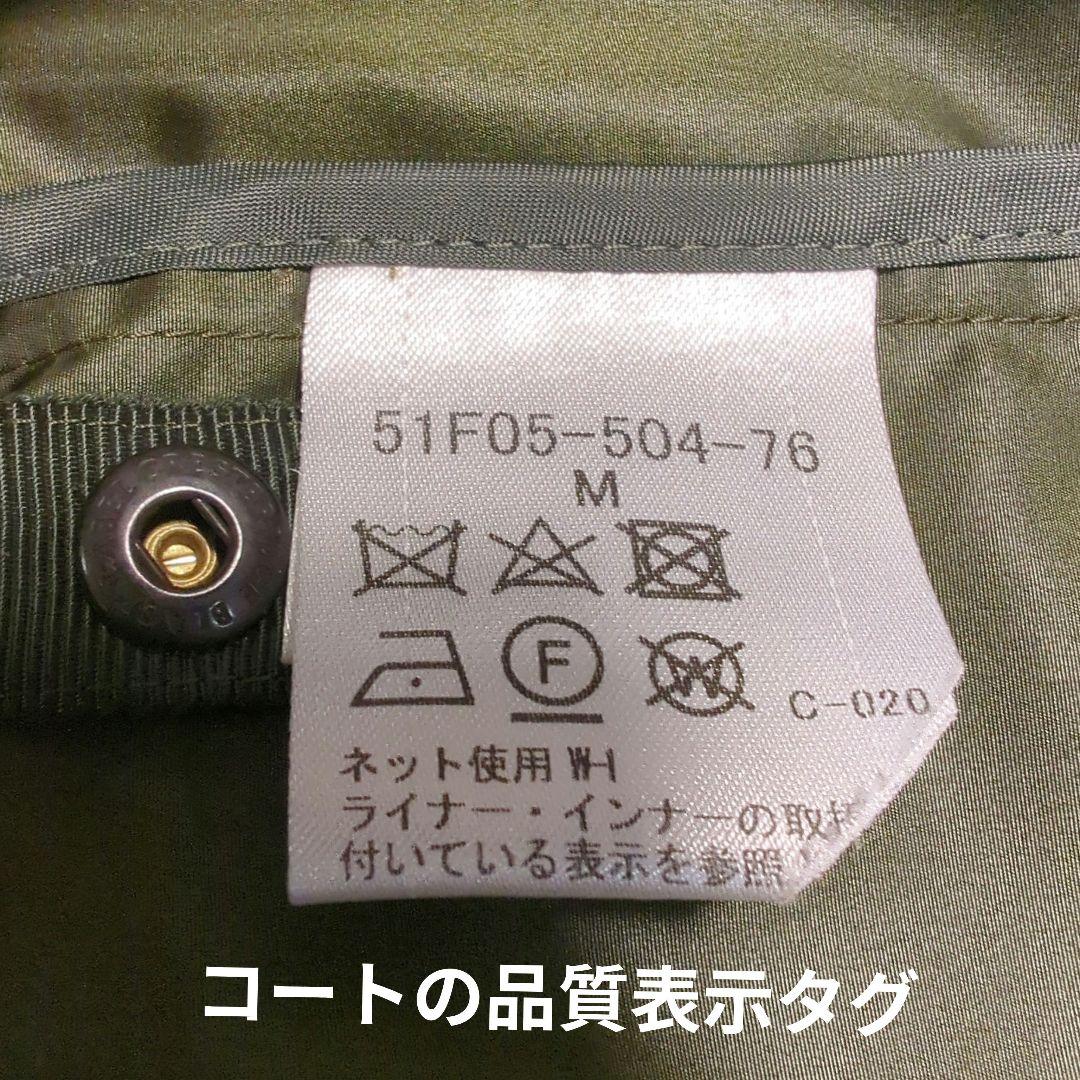 51F05-504-76
M
F
W
C-020
ネット使用 W-I
ライナー・インナーの取
付いている表示を参照
コートの品質表示タグ